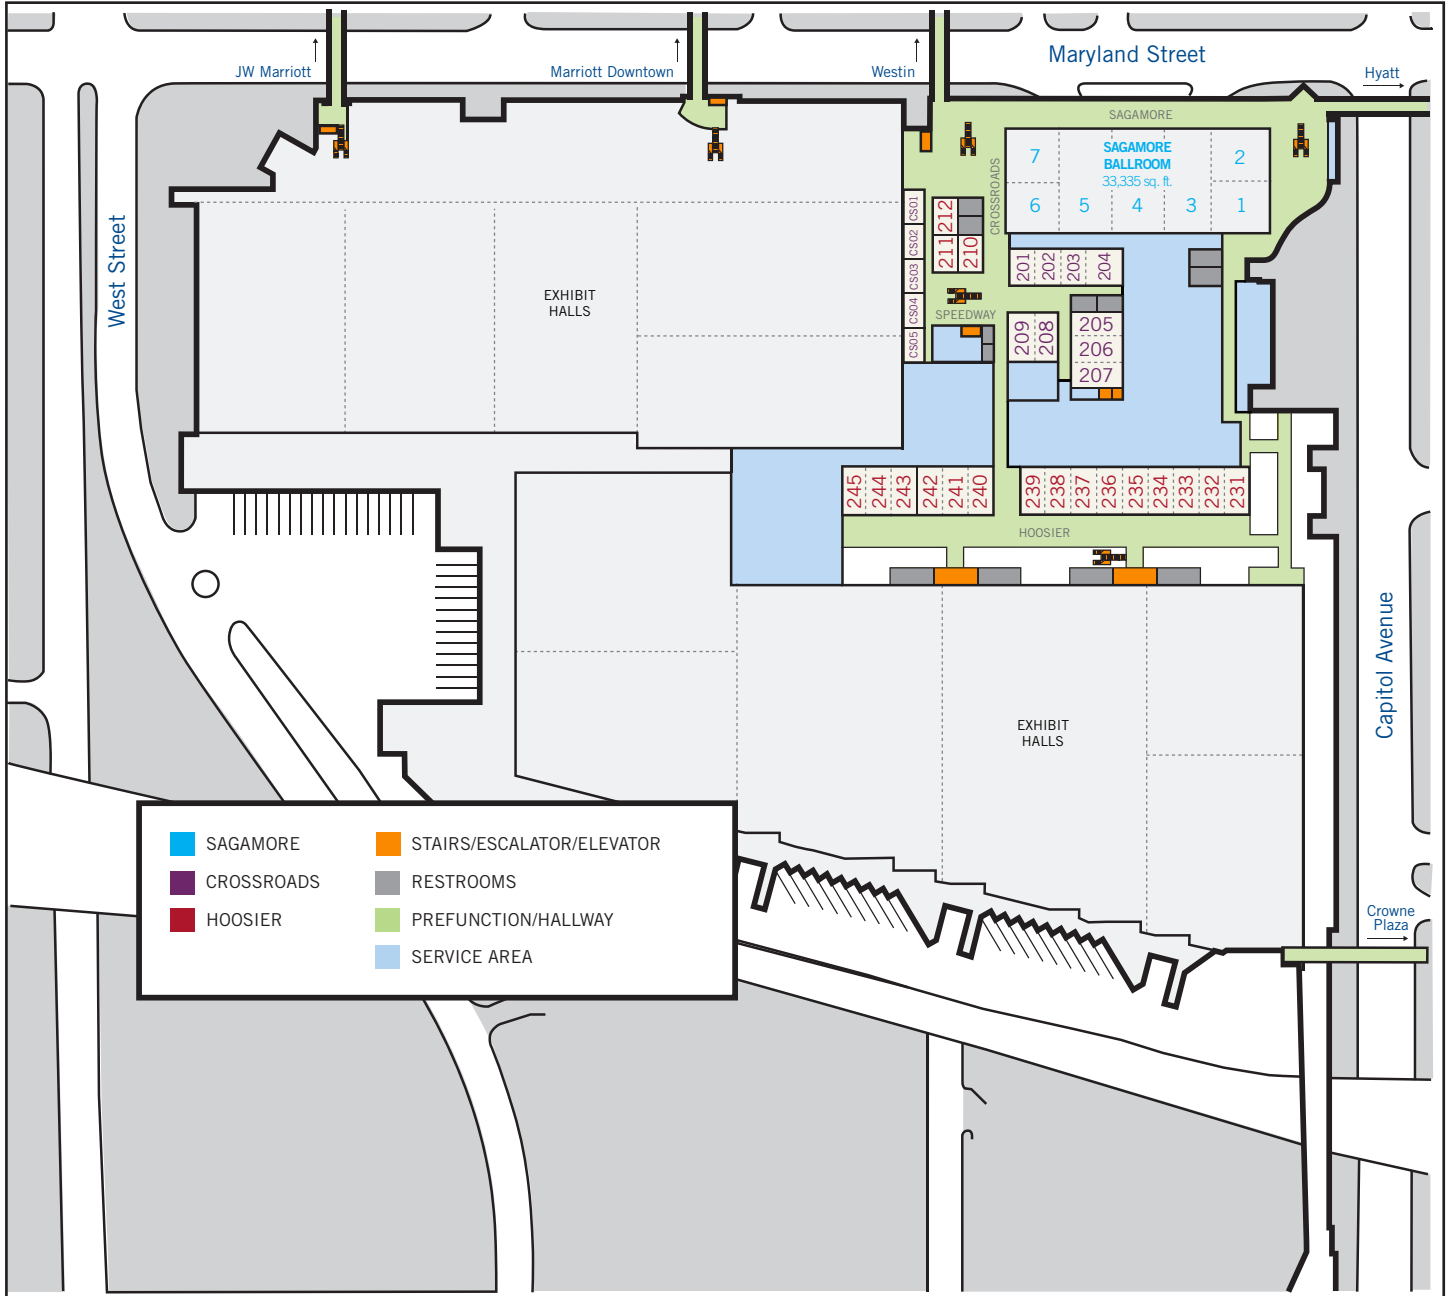 Maryland Street
JW Marriott
Marriott Downtown
Westin
Hyatt
SAGAMORE
SAGAMORE
BALLROOM
33,335 sq. ft.
7
2
6
5
4
3
1
CROSSROADS
CS01
CS02
CS03
CS04
CS05
212
211
210
201
202
203
204
SPEEDWAY
209
208
205
206
207
West Street
EXHIBIT
HALLS
245
244
243
242
241
240
239
238
237
236
235
234
233
232
231
HOOSIER
Capitol Avenue
EXHIBIT
HALLS
SAGAMORE
CROSSROADS
HOOSIER
STAIRS/ESCALATOR/ELEVATOR
RESTROOMS
PREFUNCTION/HALLWAY
SERVICE AREA
Crowne
Plaza